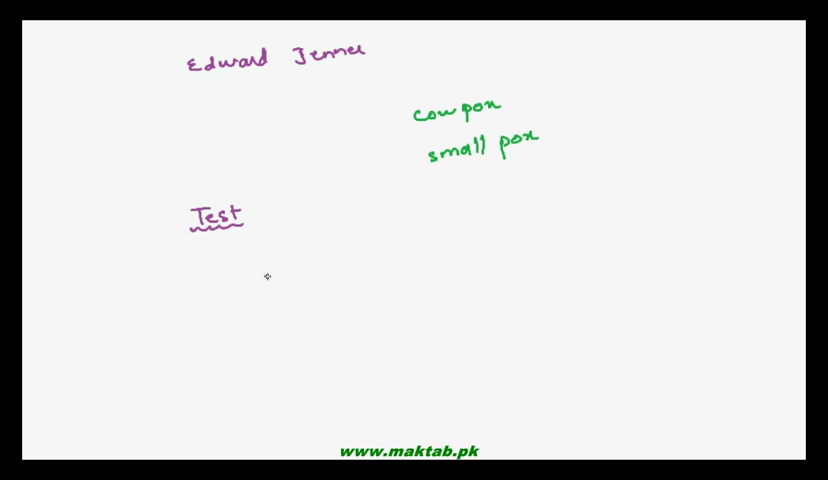 Edward Jenner
cowpox
small pox
Test
www.maktab.pk